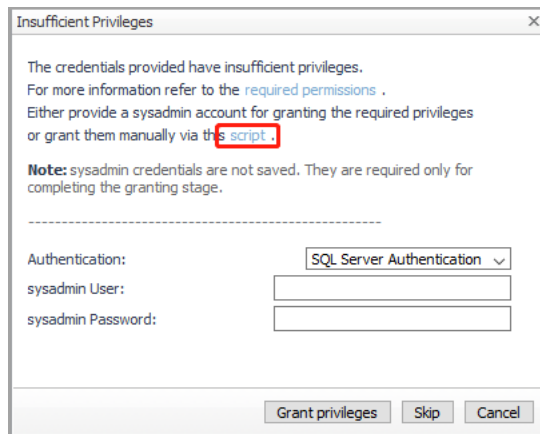 Insufficient Privileges
The credentials provided have insufficient privileges.
For more information refer to the required permissions .
Either provide a sysadmin account for granting the required privileges
or grant them manually via this script .
Note: sysadmin credentials are not saved. They are required only for
completing the granting stage.
----------------------------------------------------
Authentication: SQL Server Authentication
sysadmin User:
sysadmin Password:
Grant privileges Skip Cancel